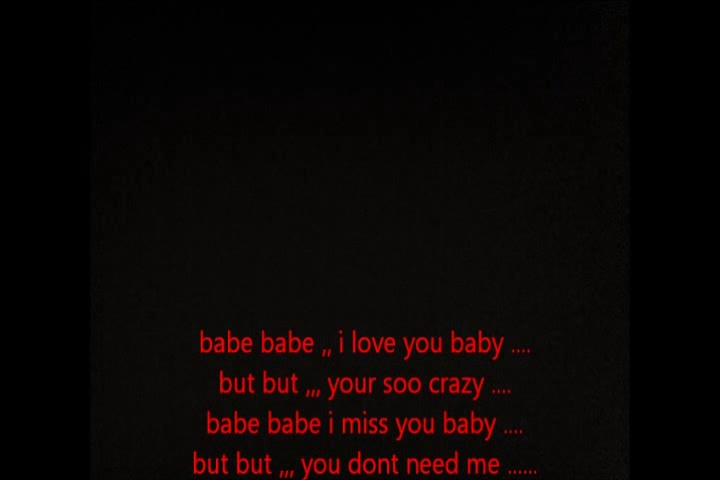 babe babe ,, i love you baby ....
but but ,,, your soo crazy ....
babe babe i miss you baby ....
but but ,,, you dont need me ......